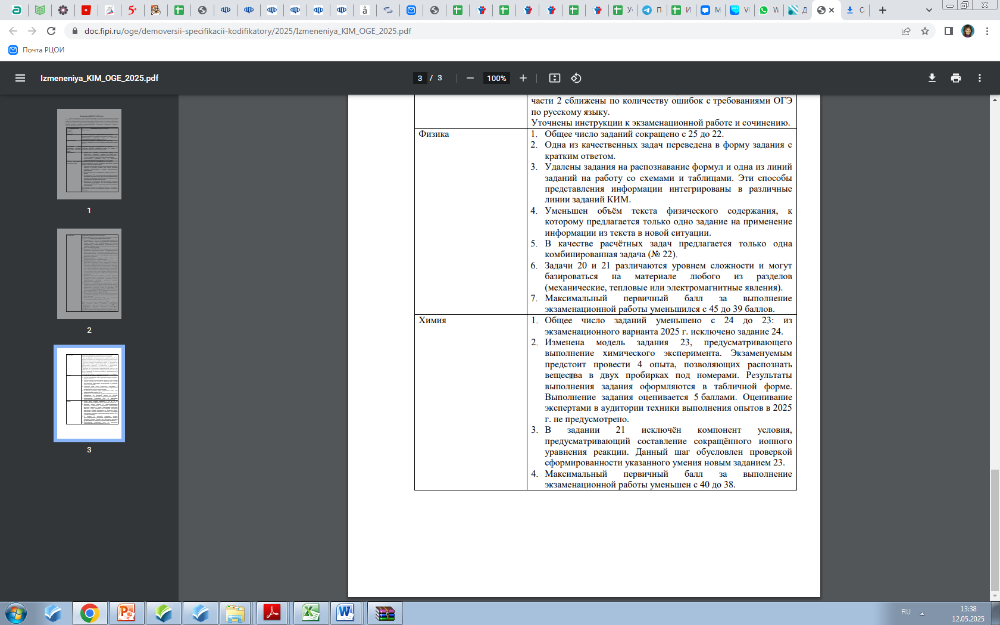 5+
doc.fipi.ru/oge/demoversii-specifikacii-kodifikatory/2025/Izmeneniya_KIM_OGE_2025.pdf
Почта РЦОИ
Izmeneniya_KIM_OGE_2025.pdf
3 / 3
100%
1
2
3
части 2 сближены по количеству ошибок с требованиями ОГЭ
по русскому языку.
Уточнены инструкции к экзаменационной работе и сочинению.
Физика
1. Общее число заданий сокращено с 25 до 22.
2. Одна из качественных задач переведена в форму задания с
кратким ответом.
3. Удалены задания на распознавание формул и одна из линий
заданий на работу со схемами и таблицами. Эти способы
представления информации интегрированы в различные
линии заданий КИМ.
4. Уменьшен объём текста физического содержания, к
которому предлагается только одно задание на применение
информации из текста в новой ситуации.
5. В качестве расчётных задач предлагается только одна
комбинированная задача (№ 22).
6. Задачи 20 и 21 различаются уровнем сложности и могут
базироваться на материале любого из разделов
(механические, тепловые или электромагнитные явления).
7. Максимальный первичный балл за выполнение
экзаменационной работы уменьшился с 45 до 39 баллов.
Химия
1. Общее число заданий уменьшено с 24 до 23: из
экзаменационного варианта 2025 г. исключено задание 24.
2. Изменена модель задания 23, предусматривающего
выполнение химического эксперимента. Экзаменуемым
предстоит провести 4 опыта, позволяющих распознать
вещества в двух пробирках под номерами. Результаты
выполнения задания оформляются в табличной форме.
Выполнение задания оценивается 5 баллами. Оценивание
экспертами в аудитории техники выполнения опытов в 2025
г. не предусмотрено.
3. В задании 21 исключён компонент условия,
предусматривающий составление сокращённого ионного
уравнения реакции. Данный шаг обусловлен проверкой
сформированности указанного умения новым заданием 23.
4. Максимальный первичный балл за выполнение
экзаменационной работы уменьшен с 40 до 38.
RU
13:38
12.05.2025